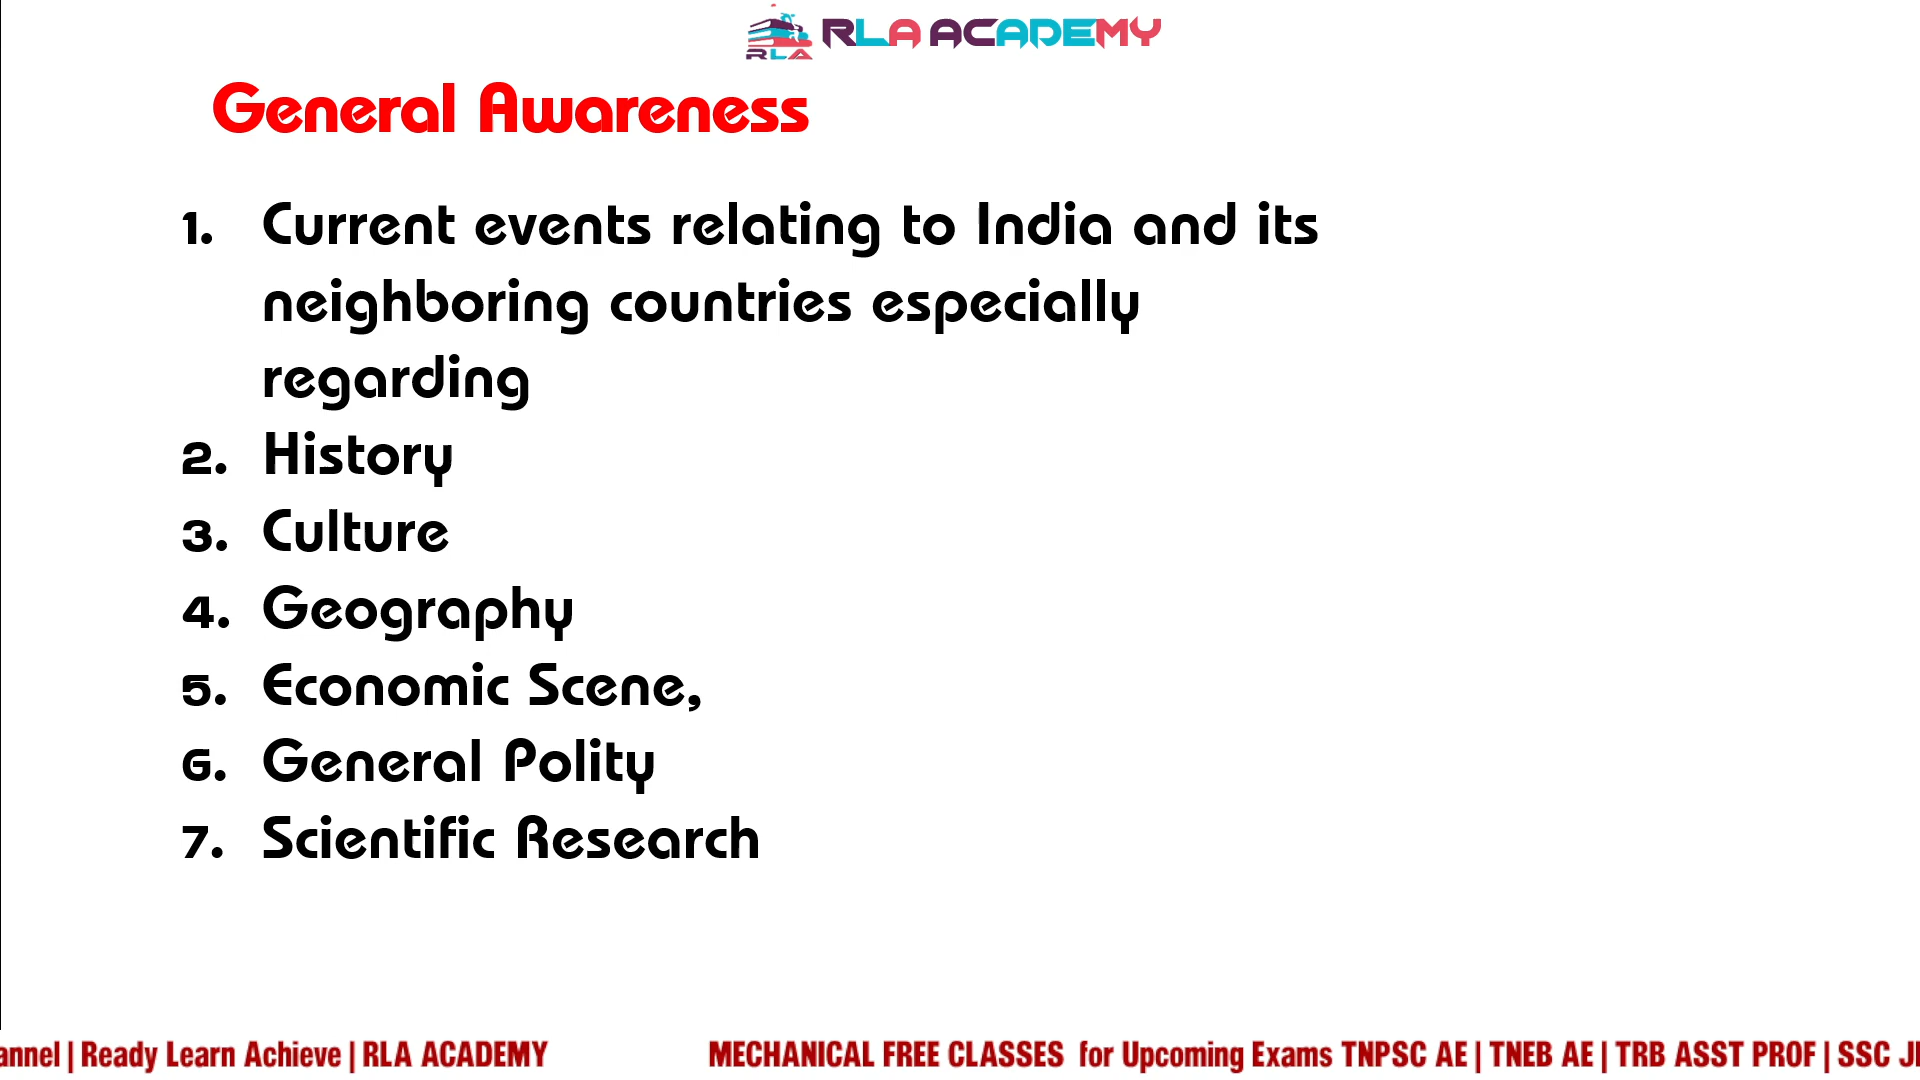 RLA ACADEMY
RLA
General Awareness
1. Current events relating to India and its
neighboring countries especially
regarding
2. History
3. Culture
4. Geography
5. Economic Scene,
6. General Polity
7. Scientific Research
annel | Ready Learn Achieve | RLA ACADEMY MECHANICAL FREE CLASSES for Upcoming Exams TNPSC AE | TNEB AE | TRB ASST PROF | SSC